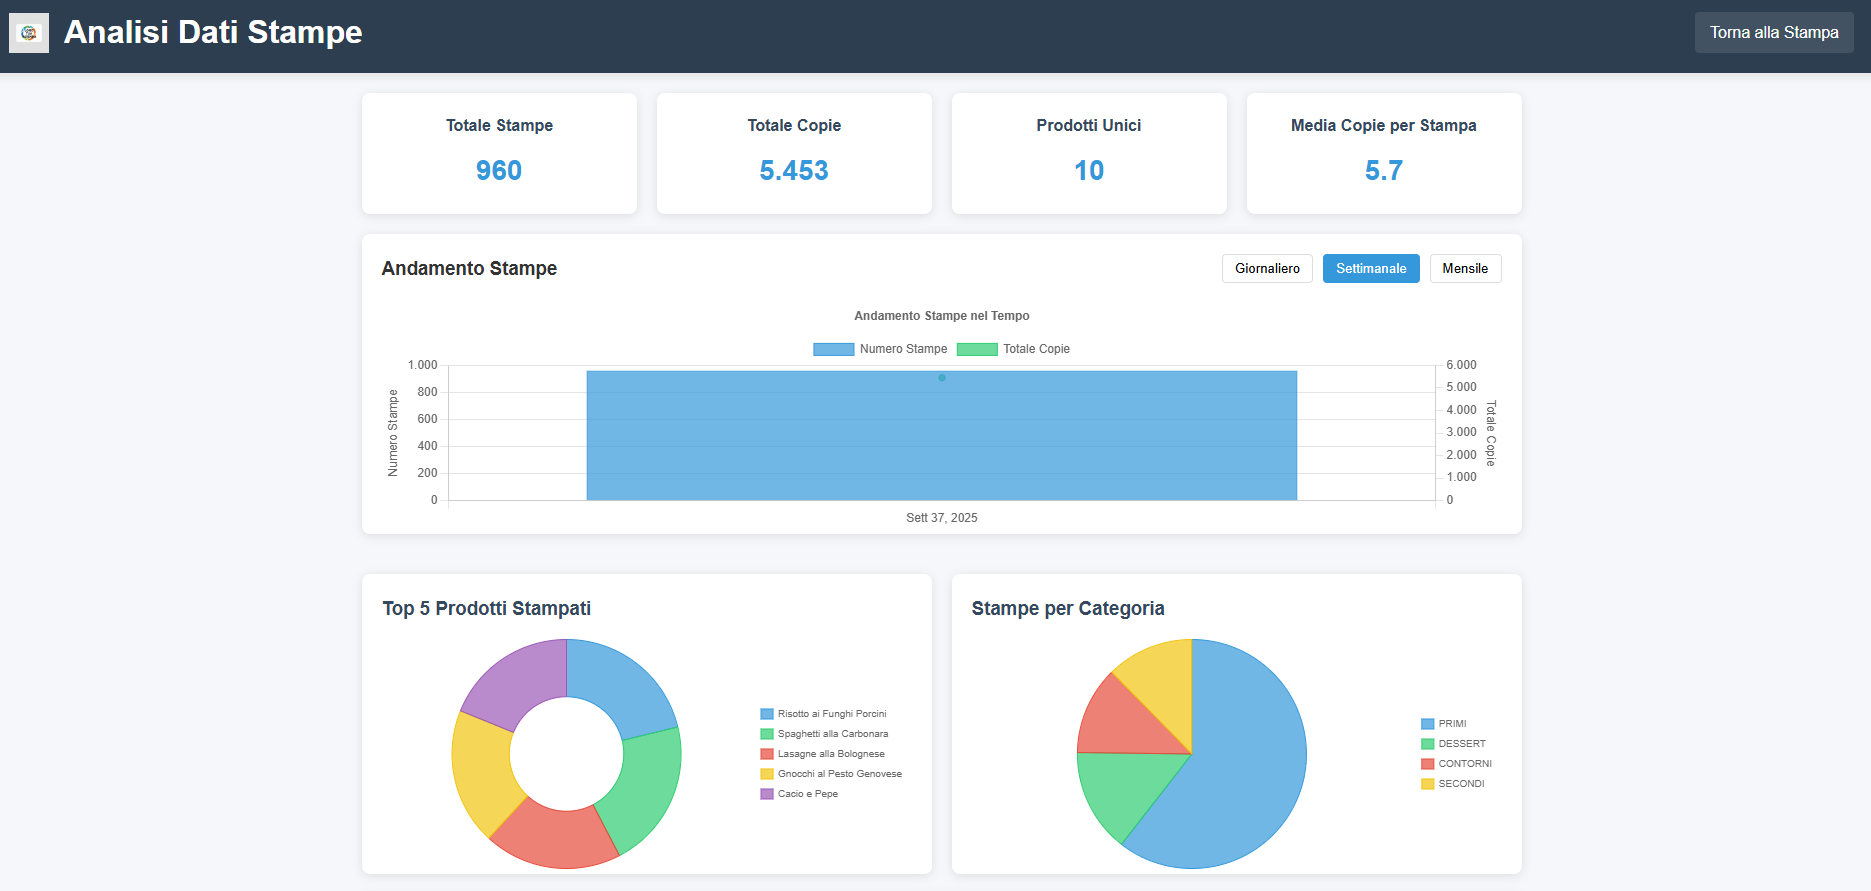 Analisi Dati Stampe
Torna alla Stampa
Totale Stampe
960
Totale Copie
5.453
Prodotti Unici
10
Media Copie per Stampa
5.7
Andamento Stampe
Giornaliero
Settimanale
Mensile
Andamento Stampe nel Tempo
Numero Stampe
Totale Copie
1.000
800
600
400
200
0
Numero Stampe
6.000
5.000
4.000
3.000
2.000
1.000
0
Totale Copie
Sett 37, 2025
Top 5 Prodotti Stampati
Risotto ai Funghi Porcini
Spaghetti alla Carbonara
Lasagne alla Bolognese
Gnocchi al Pesto Genovese
Cacio e Pepe
Stampe per Categoria
PRIMI
DESSERT
CONTORNI
SECONDI